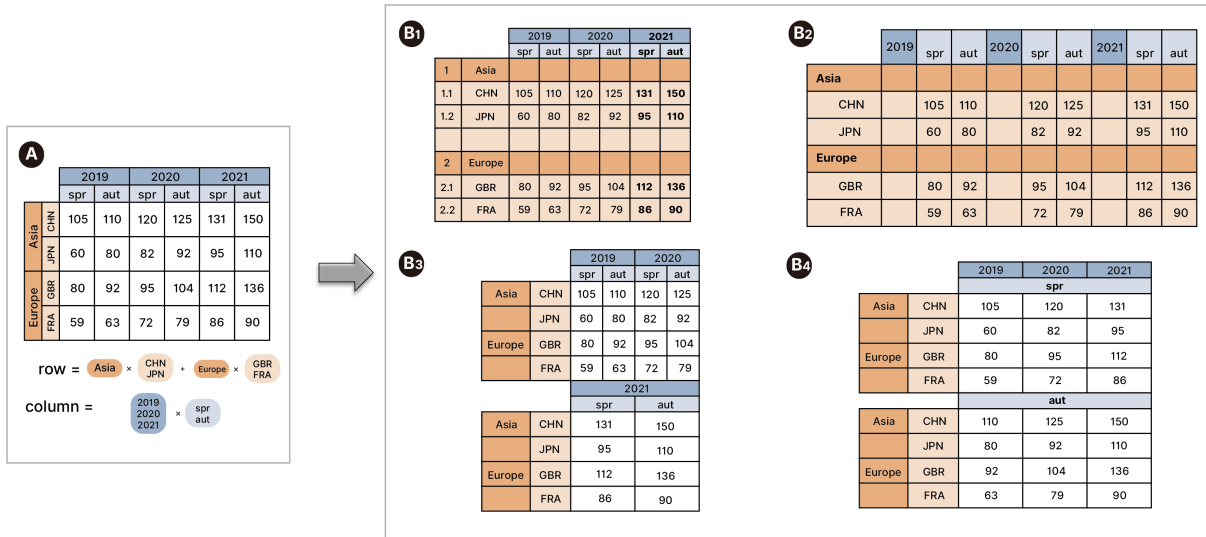 A
2019 2020 2021
spr aut spr aut spr aut
Asia CHN 105 110 120 125 131 150
JPN 60 80 82 92 95 110
Europe GBR 80 92 95 104 112 136
FRA 59 63 72 79 86 90
row = Asia × CHN JPN + Europe × GBR FRA
column = 2019 2020 2021 × spr aut
B1
2019 2020 2021
spr aut spr aut spr aut
1 Asia
1.1 CHN 105 110 120 125 131 150
1.2 JPN 60 80 82 92 95 110
2 Europe
2.1 GBR 80 92 95 104 112 136
2.2 FRA 59 63 72 79 86 90
B2
2019 spr aut 2020 spr aut 2021 spr aut
Asia
CHN 105 110 120 125 131 150
JPN 60 80 82 92 95 110
Europe
GBR 80 92 95 104 112 136
FRA 59 63 72 79 86 90
B3
2019 2020
spr aut spr aut
Asia CHN 105 110 120 125
JPN 60 80 82 92
Europe GBR 80 92 95 104
FRA 59 63 72 79
2021
spr aut
Asia CHN 131 150
JPN 95 110
Europe GBR 112 136
FRA 86 90
B4
2019 2020 2021
spr
Asia CHN 105 120 131
JPN 60 82 95
Europe GBR 80 95 112
FRA 59 72 86
aut
Asia CHN 110 125 150
JPN 80 92 110
Europe GBR 92 104 136
FRA 63 79 90